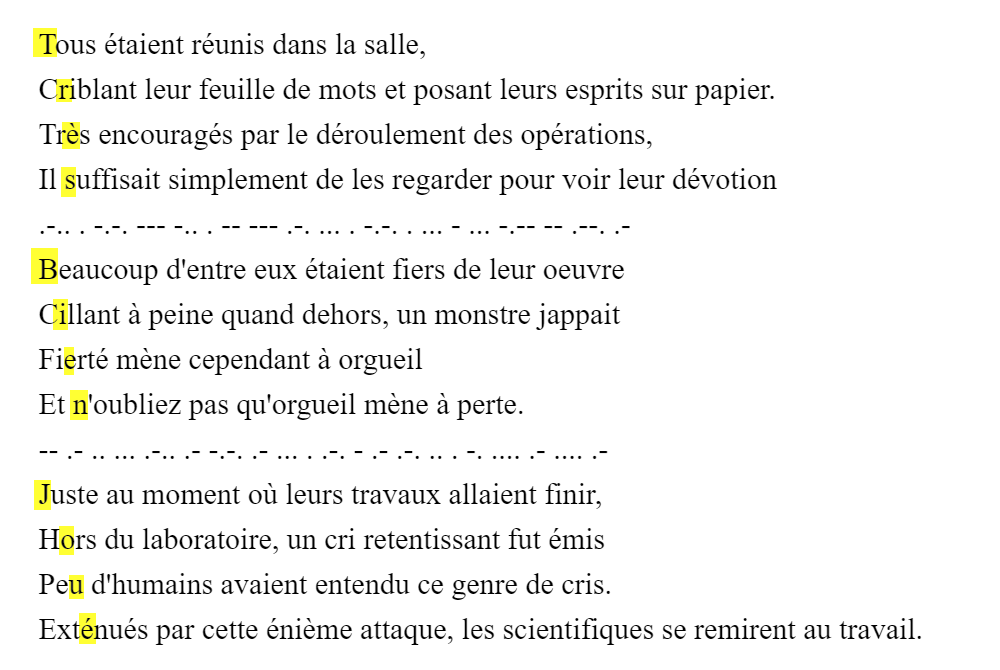 Tous étaient réunis dans la salle,
Criblant leur feuille de mots et posant leurs esprits sur papier.
Très encouragés par le déroulement des opérations,
Il suffisait simplement de les regarder pour voir leur dévotion
.-.. . -.-. --- -.. . -- --- .-. ... . -.-. . ... - ... -.-- -- .--. .-
Beaucoup d'entre eux étaient fiers de leur oeuvre
Cillant à peine quand dehors, un monstre jappait
Fierté mène cependant à orgueil
Et n'oubliez pas qu'orgueil mène à perte.
-- .- .. ... .-.. .- -.-. .- ... . .-. - .- .-. .. . -. .... .- .... .-
Juste au moment où leurs travaux allaient finir,
Hors du laboratoire, un cri retentissant fut émis
Peu d'humains avaient entendu ce genre de cris.
Exténués par cette énième attaque, les scientifiques se remirent au travail.